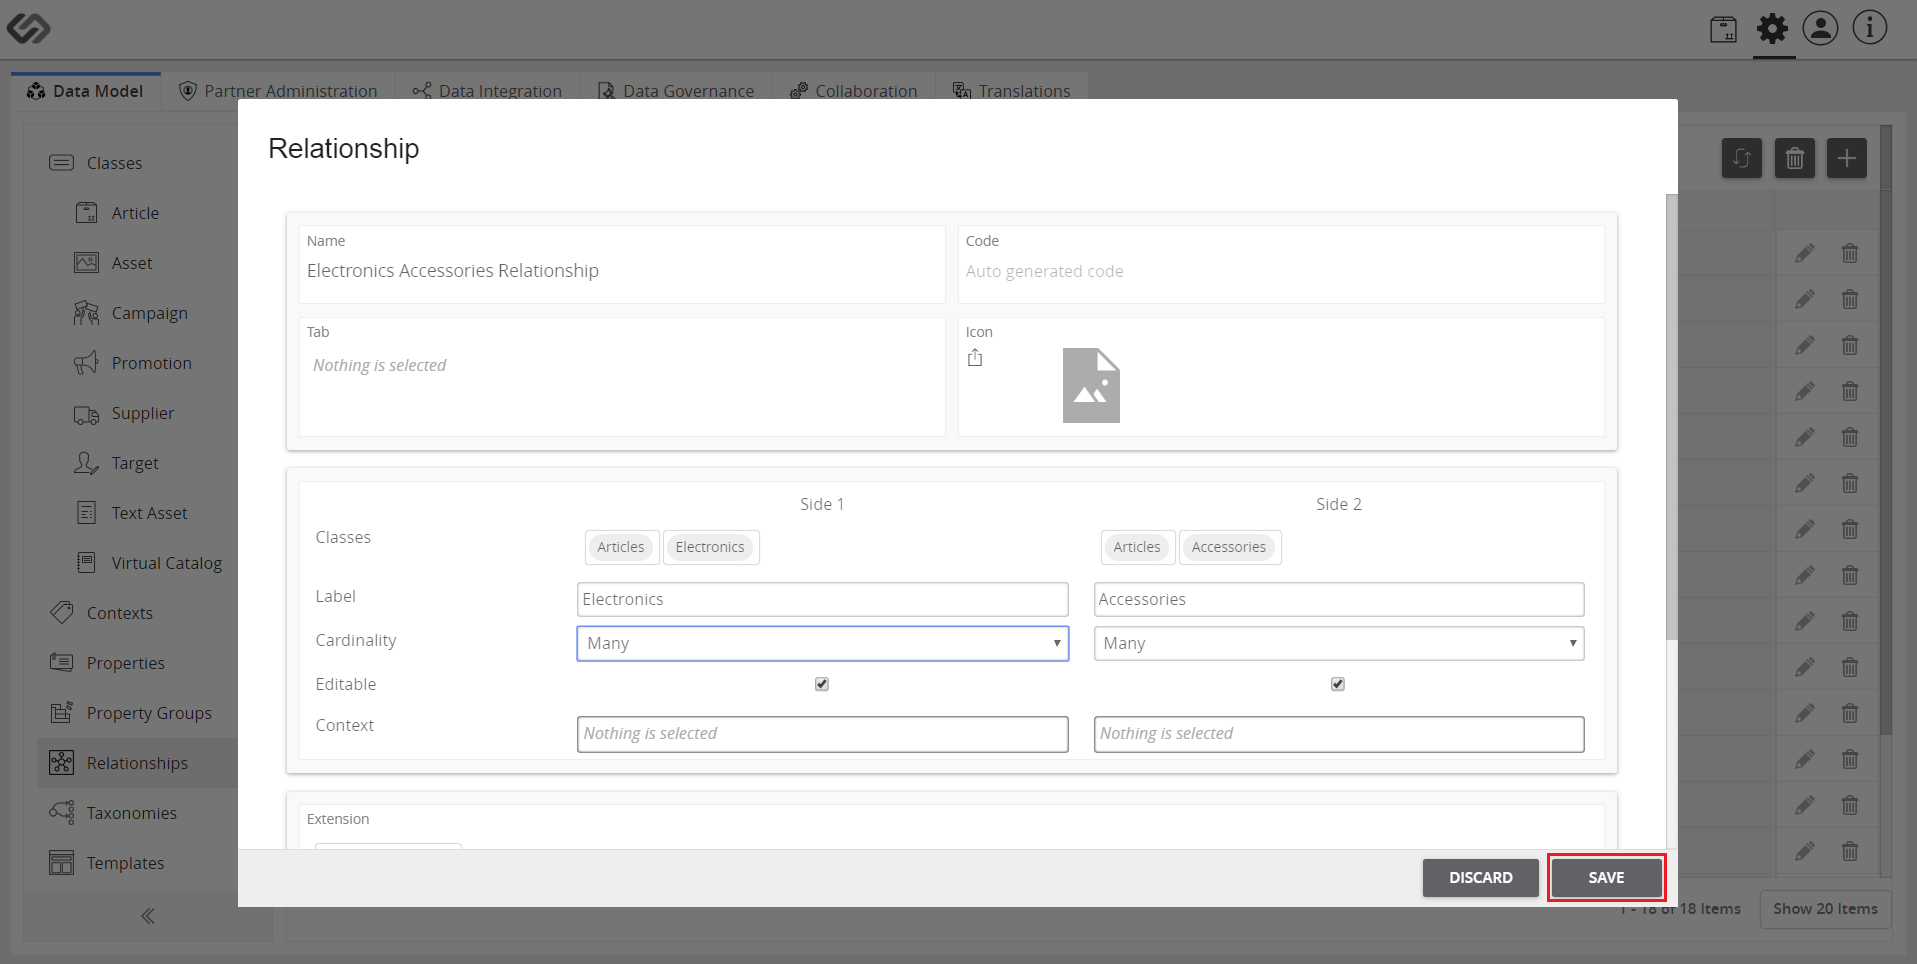 Data Model
Partner Administration
Data Integration
Data Governance
Collaboration
Translations
Classes
Article
Asset
Campaign
Promotion
Supplier
Target
Text Asset
Virtual Catalog
Contexts
Properties
Property Groups
Relationships
Taxonomies
Templates
Relationship
Name
Electronics Accessories Relationship
Code
Auto generated code
Tab
Nothing is selected
Icon
Side 1 Side 2
Classes Articles Electronics Articles Accessories
Label Electronics Accessories
Cardinality Many Many
Editable
Context Nothing is selected Nothing is selected
Extension
DISCARD SAVE
1 - 18 of 18 Items Show 20 Items